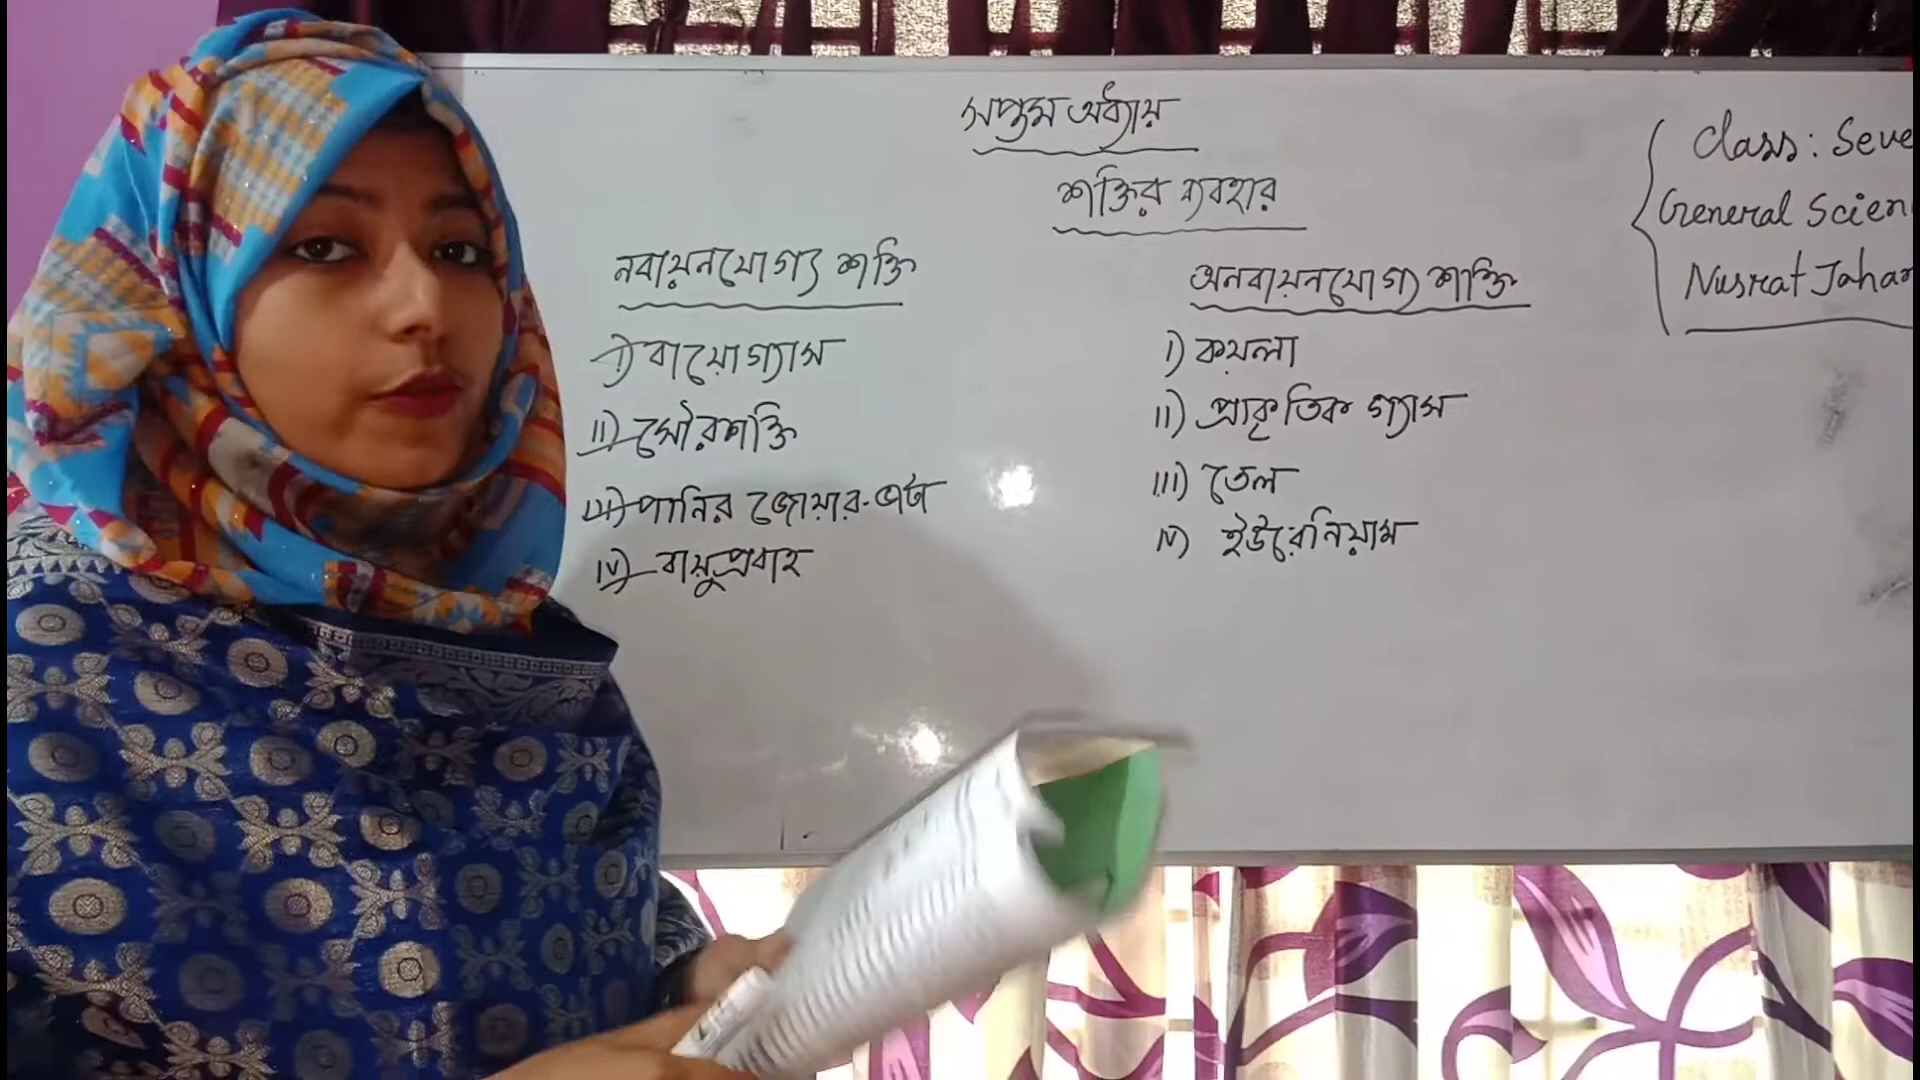 সপ্তম অধ্যায়
শক্তির ব্যবহার
Class: Seve
General Scien
Nusrat Jahan
নবায়নযোগ্য শক্তি
i) বায়োগ্যাস
ii) সৌরশক্তি
iii) পানির জোয়ার-ভাটা
iv) বায়ুপ্রবাহ
অনবায়নযোগ্য শক্তি
i) কয়লা
ii) প্রাকৃতিক গ্যাস
iii) তেল
iv) ইউরেনিয়াম